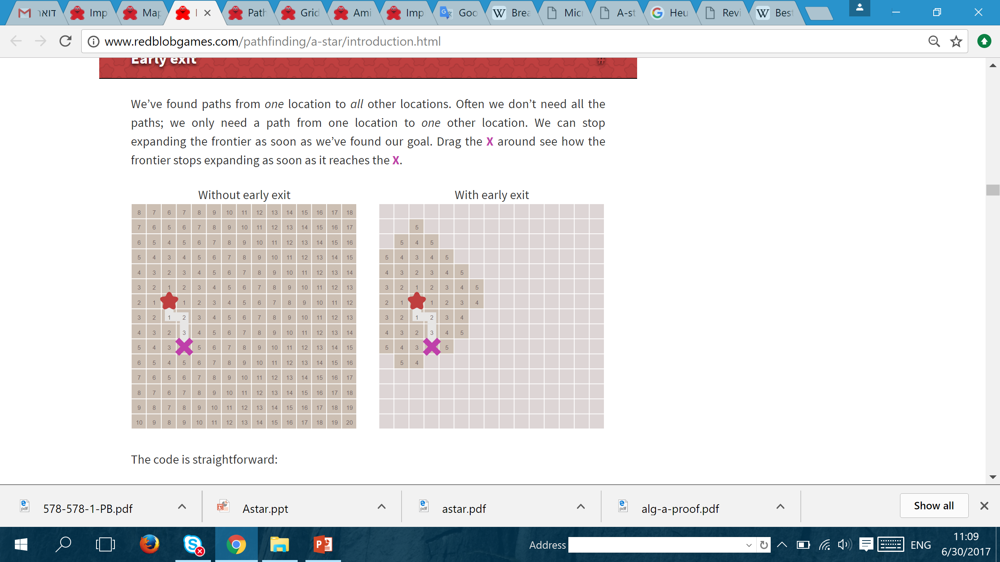 דואר
Imp
Map
Path
Grid
Ami
Imp
Goo
Brea
Mic
A-st
Heu
Revi
Best
www.redblobgames.com/pathfinding/a-star/introduction.html
Early exit #
We’ve found paths from one location to all other locations. Often we don’t need all the
paths; we only need a path from one location to one other location. We can stop
expanding the frontier as soon as we’ve found our goal. Drag the X around see how the
frontier stops expanding as soon as it reaches the X.
Without early exit
8 7 6 7 8 9 10 11 12 13 14 15 16 17 18
7 6 5 6 7 8 9 10 11 12 13 14 15 16 17
6 5 4 5 6 7 8 9 10 11 12 13 14 15 16
5 4 3 4 5 6 7 8 9 10 11 12 13 14 15
4 3 2 3 4 5 6 7 8 9 10 11 12 13 14
3 2 1 2 3 4 5 6 7 8 9 10 11 12 13
2 1 1 2 3 4 5 6 7 8 9 10 11 12
3 2 1 2 3 4 5 6 7 8 9 10 11 12 13
4 3 2 3 4 5 6 7 8 9 10 11 12 13 14
5 4 3 5 6 7 8 9 10 11 12 13 14 15
6 5 4 5 6 7 8 9 10 11 12 13 14 15 16
7 6 5 6 7 8 9 10 11 12 13 14 15 16 17
8 7 6 7 8 9 10 11 12 13 14 15 16 17 18
9 8 7 8 9 10 11 12 13 14 15 16 17 18 19
10 9 8 9 10 11 12 13 14 15 16 17 18 19 20
With early exit
5
5 4 5
5 4 3 4 5
4 3 2 3 4 5
3 2 1 2 3 4 5
2 1 1 2 3 4
3 2 1 2 3 4
4 3 2 3 4 5
5 4 3 5
5 4
The code is straightforward:
578-578-1-PB.pdf
Astar.ppt
astar.pdf
alg-a-proof.pdf
Show all
Address
ENG
11:09
6/30/2017